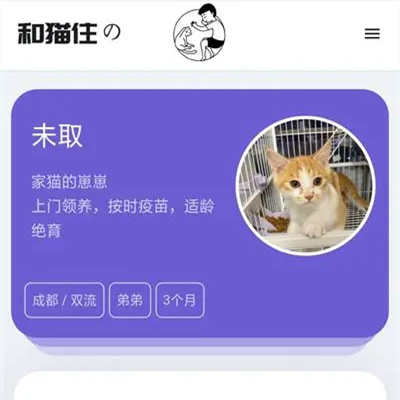 和猫住の
未取
家猫的崽崽
上门领养，按时疫苗，适龄
绝育
成都 / 双流
弟弟
3个月